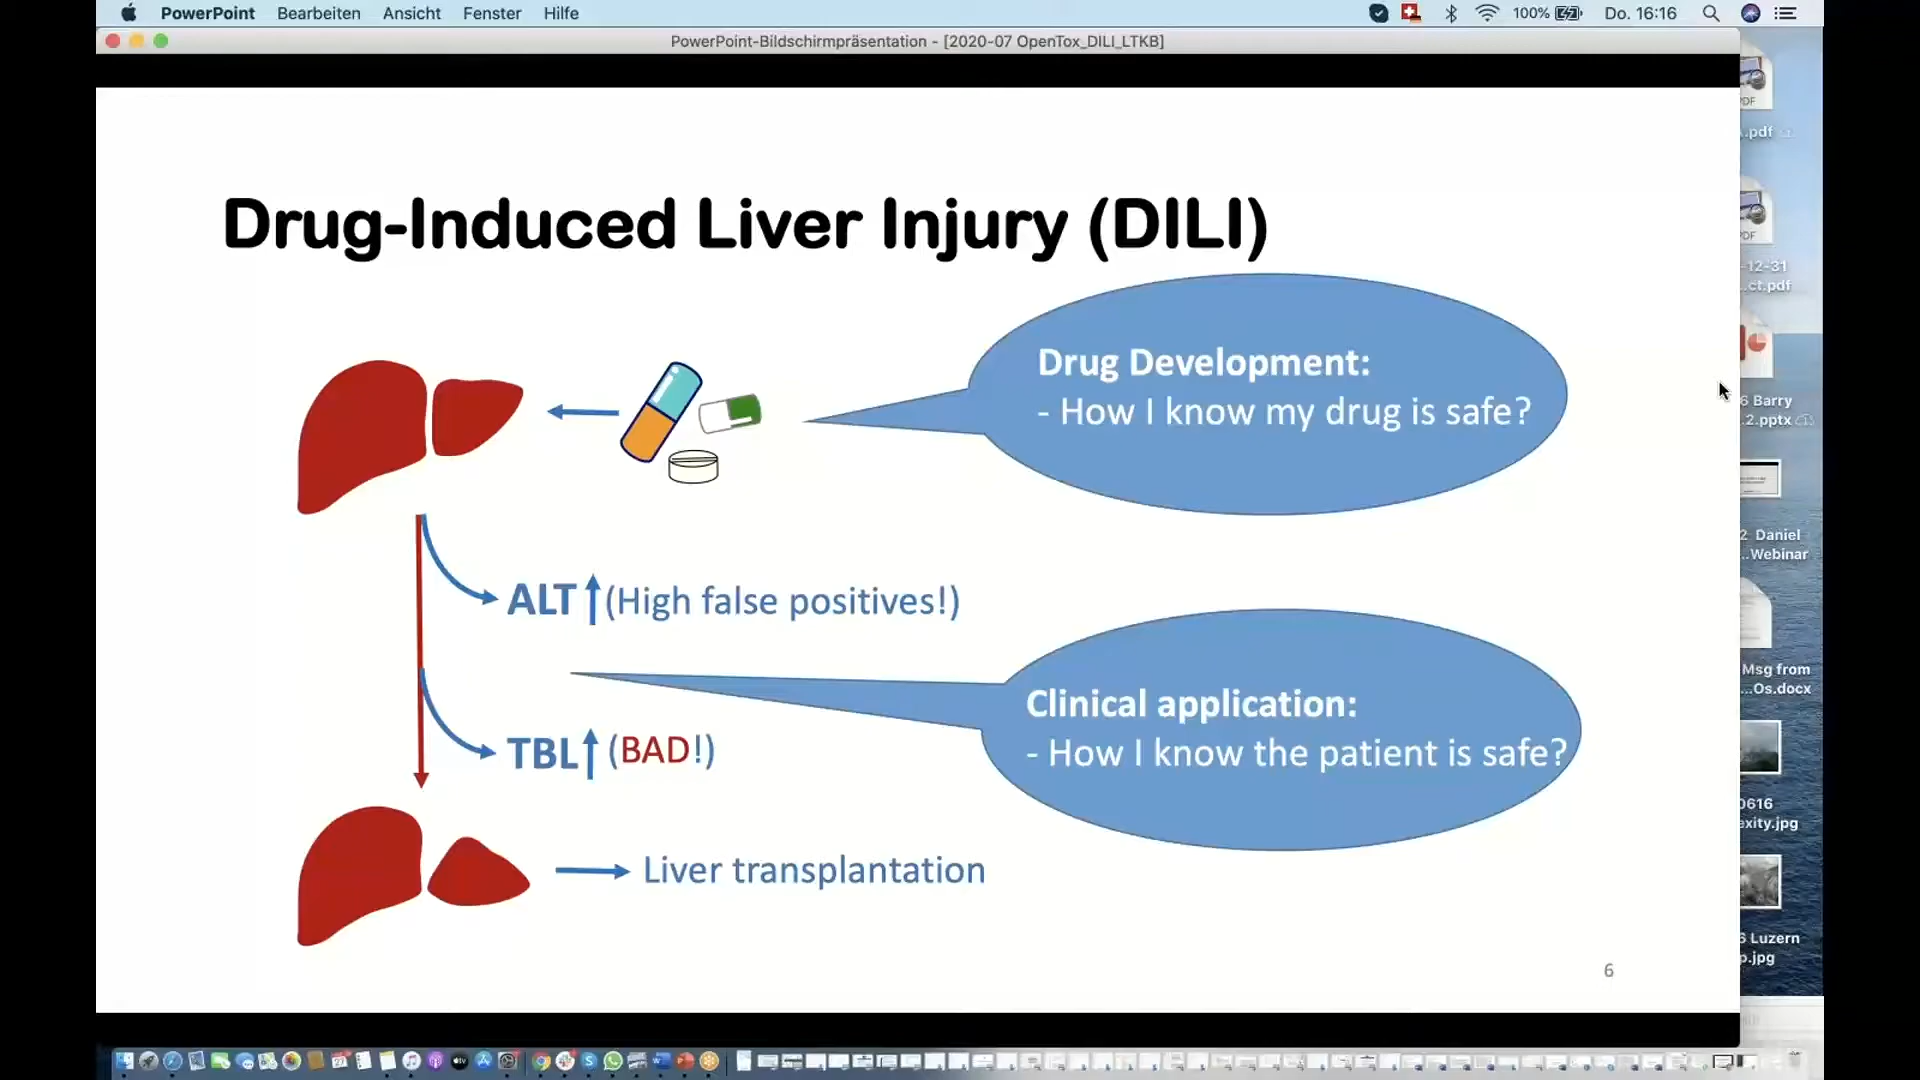 PowerPoint Bearbeiten Ansicht Fenster Hilfe 100% Do. 16:16
PowerPoint-Bildschirmpräsentation - [2020-07 OpenTox_DILI_LTKB]
Drug-Induced Liver Injury (DILI)
Drug Development:
- How I know my drug is safe?
ALT (High false positives!)
Clinical application:
- How I know the patient is safe?
TBL (BAD!)
Liver transplantation
6
PDF
.pdf
PDF
-12-31
...ct.pdf
6 Barry
.2.pptx
2 Daniel
...Webinar
Msg from
...Os.docx
0616
exity.jpg
6 Luzern
p.jpg